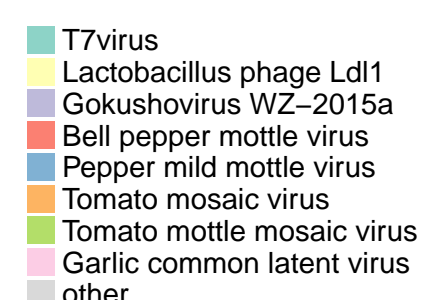 T7virus
Lactobacillus phage Ldl1
Gokushovirus WZ−2015a
Bell pepper mottle virus
Pepper mild mottle virus
Tomato mosaic virus
Tomato mottle mosaic virus
Garlic common latent virus
other